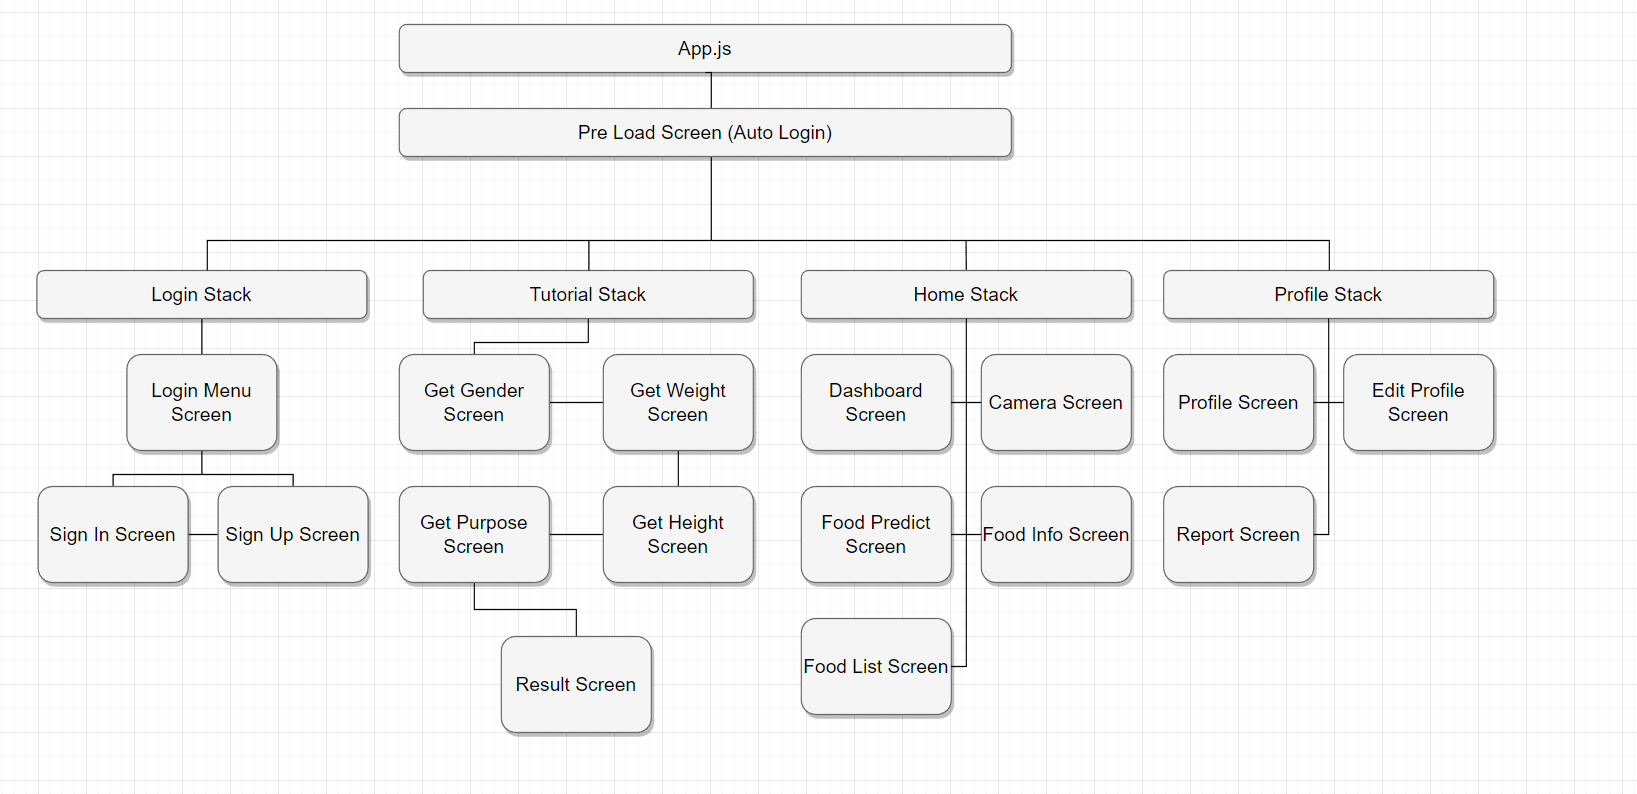 App.js
Pre Load Screen (Auto Login)
Login Stack
Tutorial Stack
Home Stack
Profile Stack
Login Menu
Screen
Get Gender
Screen
Get Weight
Screen
Dashboard
Screen
Camera Screen
Profile Screen
Edit Profile
Screen
Sign In Screen
Sign Up Screen
Get Purpose
Screen
Get Height
Screen
Food Predict
Screen
Food Info Screen
Report Screen
Result Screen
Food List Screen